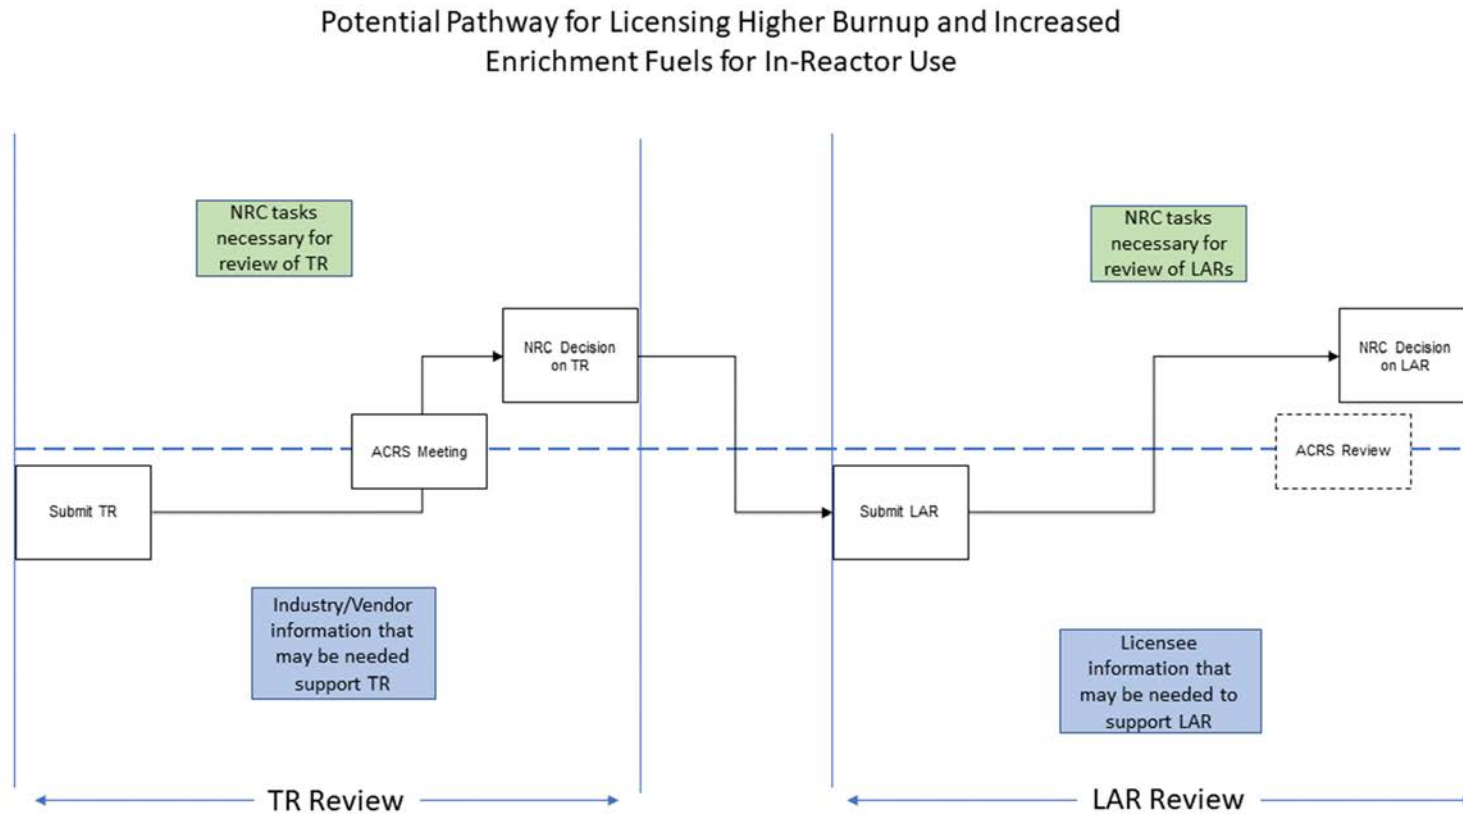 Potential Pathway for Licensing Higher Burnup and Increased
Enrichment Fuels for In-Reactor Use
NRC tasks
necessary for
review of TR
NRC tasks
necessary for
review of LARs
NRC Decision
on TR
NRC Decision
on LAR
ACRS Meeting
ACRS Review
Submit TR
Submit LAR
Industry/Vendor
information that
may be needed
support TR
Licensee
information that
may be needed to
support LAR
TR Review
LAR Review